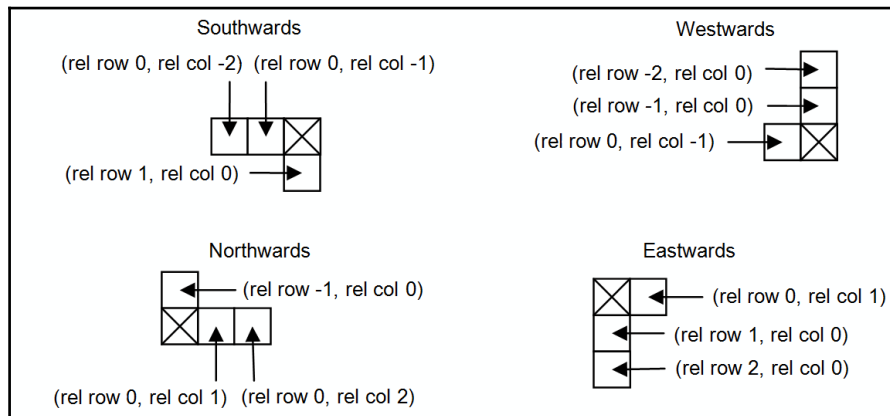 Southwards
(rel row 0, rel col -2) (rel row 0, rel col -1)
(rel row 1, rel col 0)
Westwards
(rel row -2, rel col 0)
(rel row -1, rel col 0)
(rel row 0, rel col -1)
Northwards
(rel row -1, rel col 0)
(rel row 0, rel col 1) (rel row 0, rel col 2)
Eastwards
(rel row 0, rel col 1)
(rel row 1, rel col 0)
(rel row 2, rel col 0)